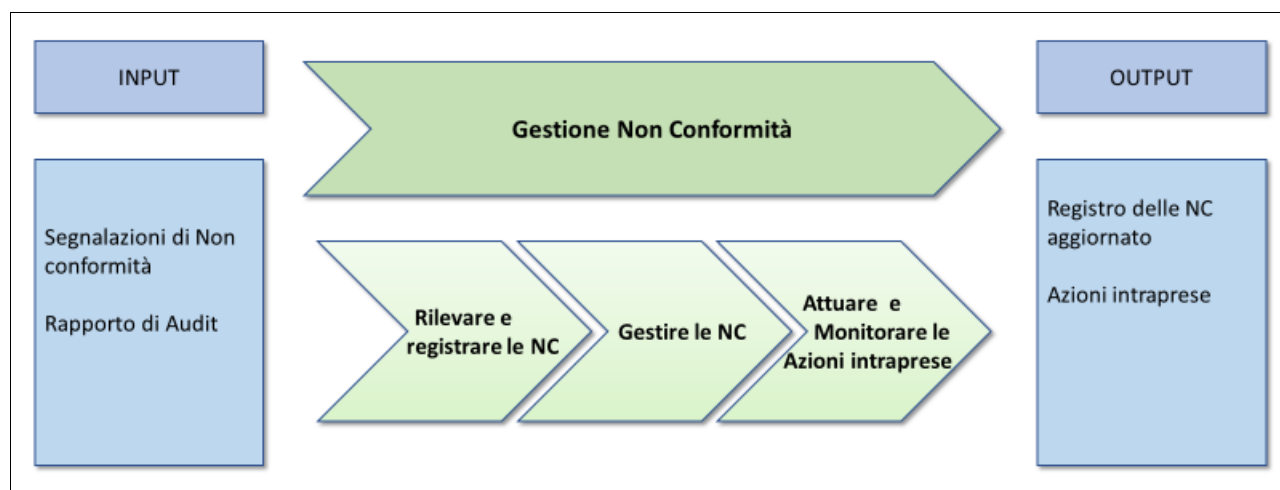 INPUT
Gestione Non Conformità
OUTPUT
Segnalazioni di Non
conformità
Rapporto di Audit
Rilevare e
registrare le NC
Gestire le NC
Attuare e
Monitorare le
Azioni intraprese
Registro delle NC
aggiornato
Azioni intraprese